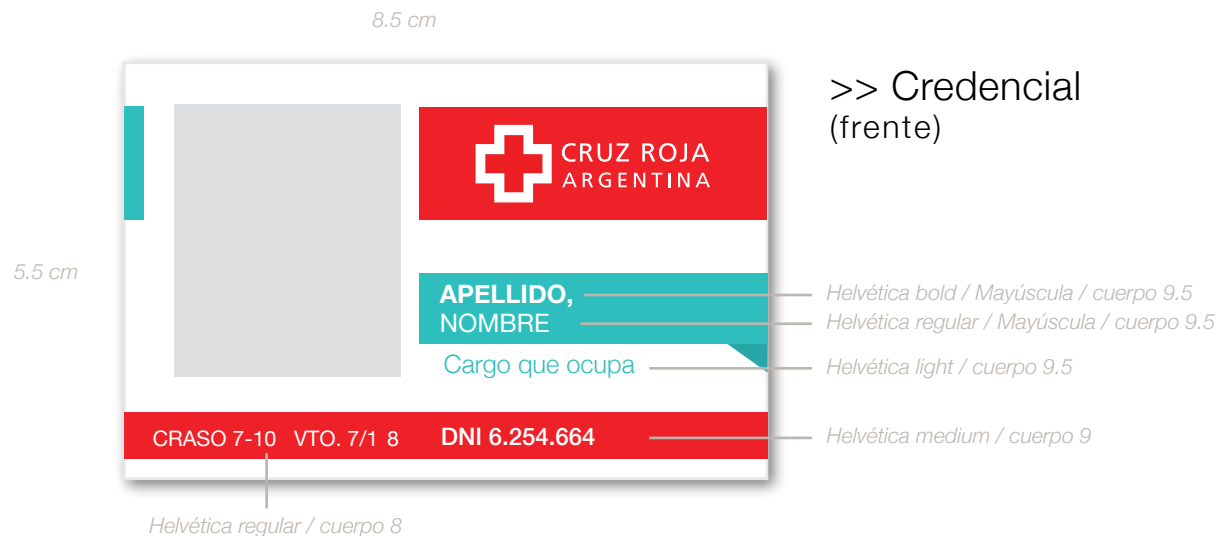 8.5 cm
>> Credencial
(frente)
CRUZ ROJA
ARGENTINA
5.5 cm
APELLIDO,
NOMBRE
Cargo que ocupa
Helvética bold / Mayúscula / cuerpo 9.5
Helvética regular / Mayúscula / cuerpo 9.5
Helvética light / cuerpo 9.5
CRASO 7-10 VTO. 7/1 8 DNI 6.254.664
Helvética medium / cuerpo 9
Helvética regular / cuerpo 8